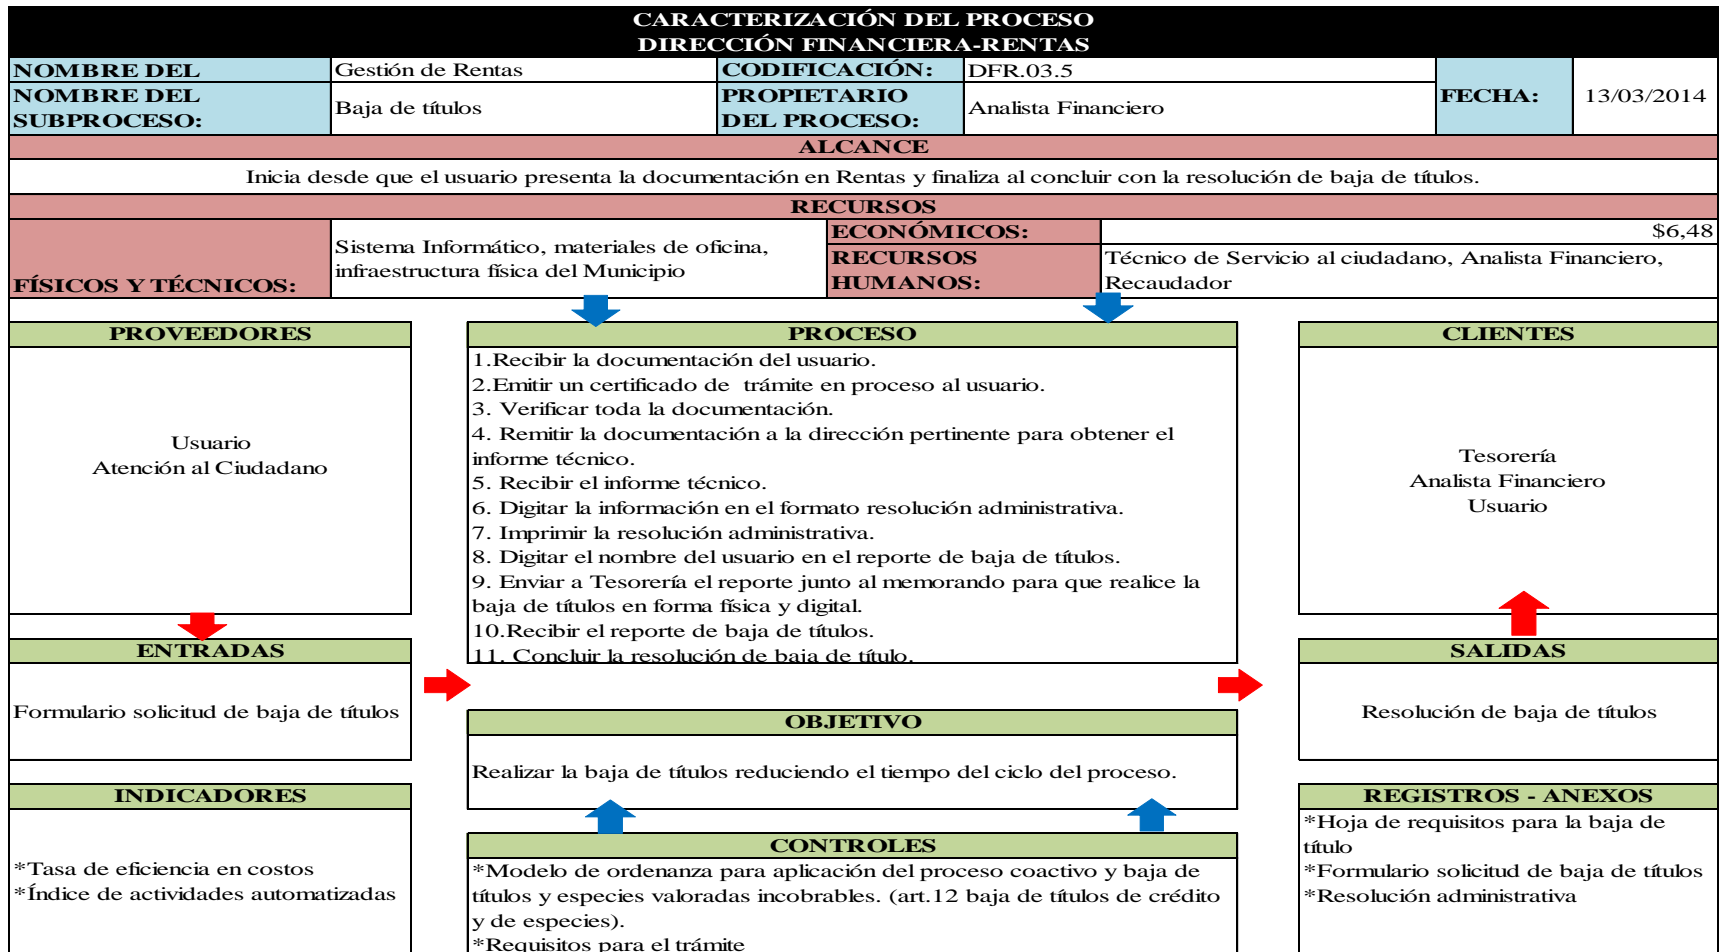 CARACTERIZACIÓN DEL PROCESO
DIRECCIÓN FINANCIERA-RENTAS
NOMBRE DEL
Gestión de Rentas
CODIFICACIÓN:
DFR.03.5
FECHA:
13/03/2014
NOMBRE DEL
SUBPROCESO:
Baja de títulos
PROPIETARIO
DEL PROCESO:
Analista Financiero
ALCANCE
Inicia desde que el usuario presenta la documentación en Rentas y finaliza al concluir con la resolución de baja de títulos.
RECURSOS
FÍSICOS Y TÉCNICOS:
Sistema Informático, materiales de oficina,
infraestructura física del Municipio
ECONÓMICOS:
$6,48
RECURSOS
HUMANOS:
Técnico de Servicio al ciudadano, Analista Financiero,
Recaudador
PROVEEDORES
Usuario
Atención al Ciudadano
PROCESO
1.Recibir la documentación del usuario.
2.Emitir un certificado de trámite en proceso al usuario.
3. Verificar toda la documentación.
4. Remitir la documentación a la dirección pertinente para obtener el
informe técnico.
5. Recibir el informe técnico.
6. Digitar la información en el formato resolución administrativa.
7. Imprimir la resolución administrativa.
8. Digitar el nombre del usuario en el reporte de baja de títulos.
9. Enviar a Tesorería el reporte junto al memorando para que realice la
baja de títulos en forma física y digital.
10.Recibir el reporte de baja de títulos.
11. Concluir la resolución de baja de título.
CLIENTES
Tesorería
Analista Financiero
Usuario
ENTRADAS
Formulario solicitud de baja de títulos
SALIDAS
Resolución de baja de títulos
OBJETIVO
Realizar la baja de títulos reduciendo el tiempo del ciclo del proceso.
INDICADORES
*Tasa de eficiencia en costos
*Índice de actividades automatizadas
CONTROLES
*Modelo de ordenanza para aplicación del proceso coactivo y baja de
títulos y especies valoradas incobrables. (art.12 baja de títulos de crédito
y de especies).
*Requisitos para el trámite
REGISTROS - ANEXOS
*Hoja de requisitos para la baja de
título
*Formulario solicitud de baja de títulos
*Resolución administrativa